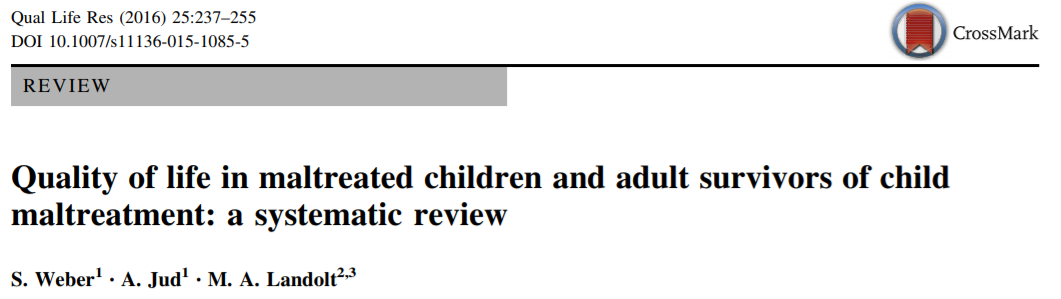 Qual Life Res (2016) 25:237–255
DOI 10.1007/s11136-015-1085-5
CrossMark
REVIEW
Quality of life in maltreated children and adult survivors of child
maltreatment: a systematic review
S. Weber¹ · A. Jud¹ · M. A. Landolt²,³